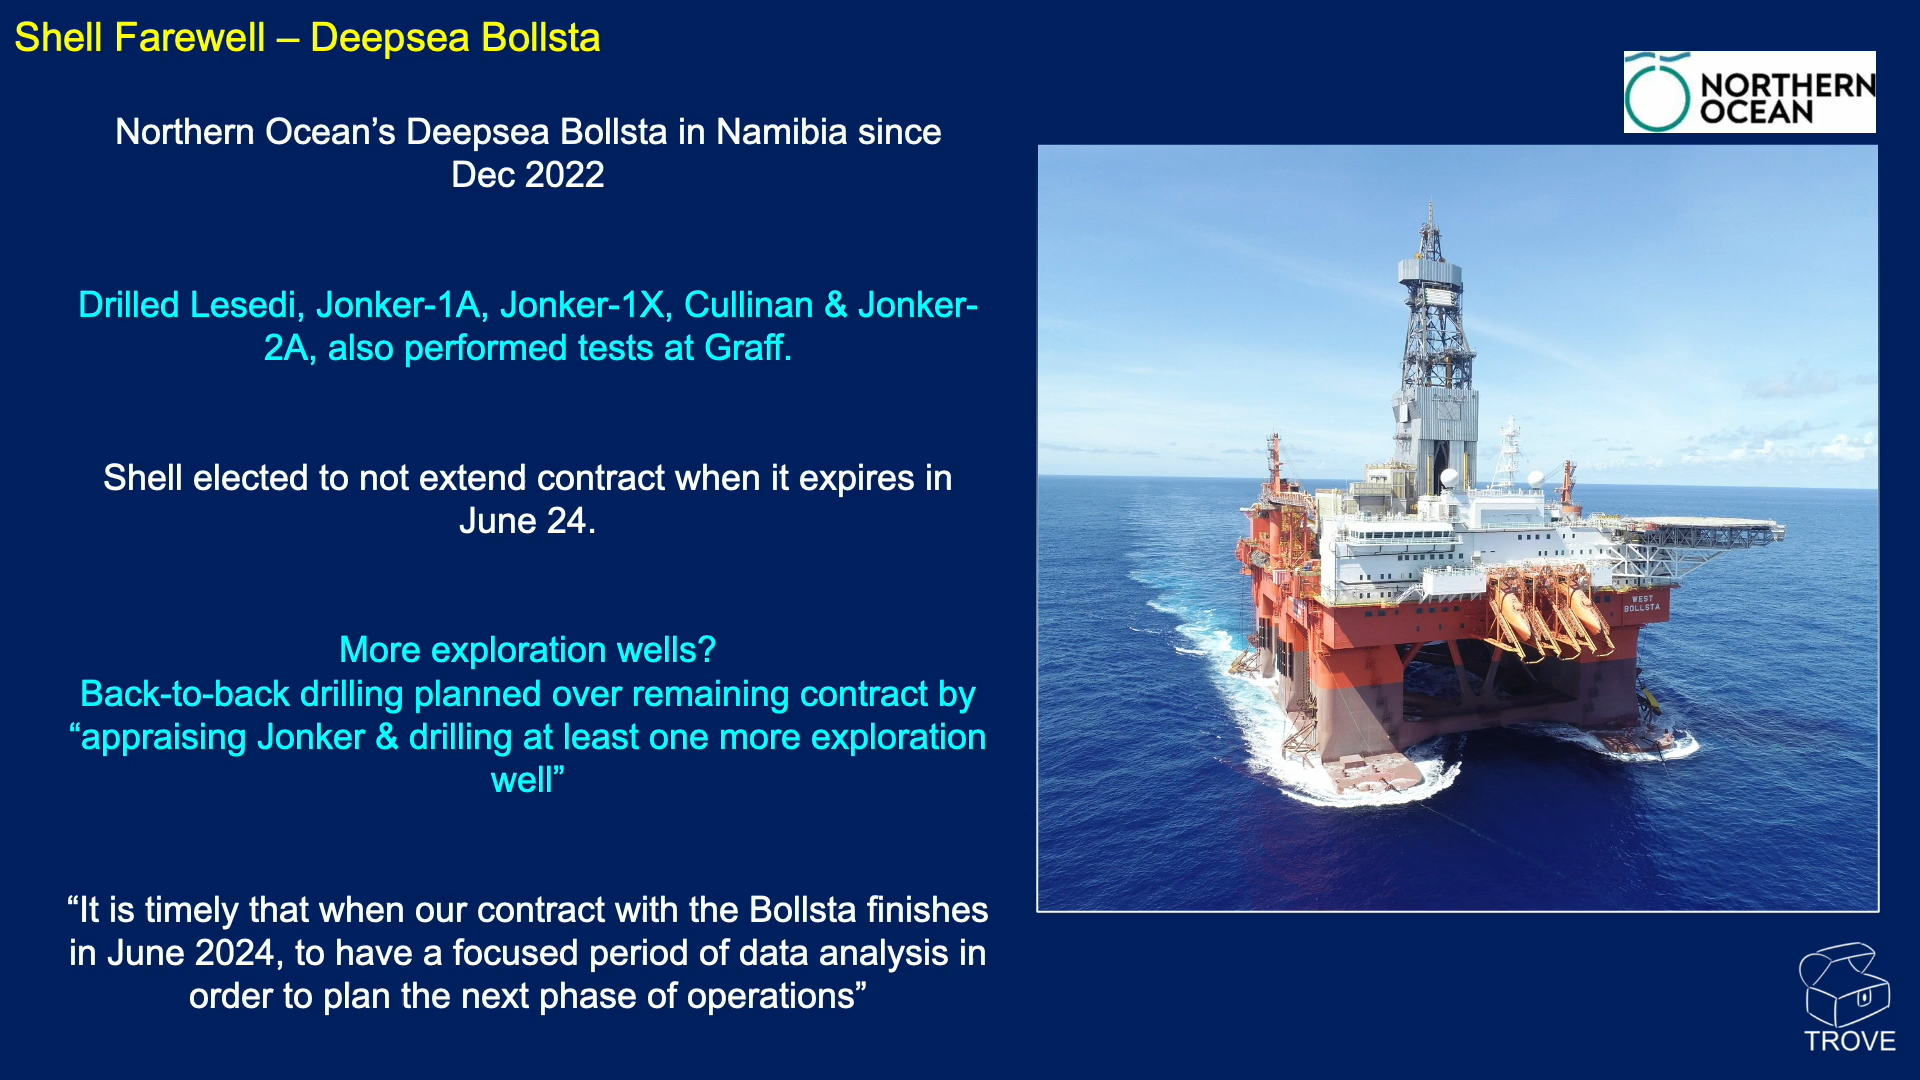 Shell Farewell – Deepsea Bollsta
NORTHERN
OCEAN
Northern Ocean’s Deepsea Bollsta in Namibia since
Dec 2022
Drilled Lesedi, Jonker-1A, Jonker-1X, Cullinan & Jonker-
2A, also performed tests at Graff.
Shell elected to not extend contract when it expires in
June 24.
More exploration wells?
Back-to-back drilling planned over remaining contract by
“appraising Jonker & drilling at least one more exploration
well”
“It is timely that when our contract with the Bollsta finishes
in June 2024, to have a focused period of data analysis in
order to plan the next phase of operations”
WEST
BOLLSTA
TROVE